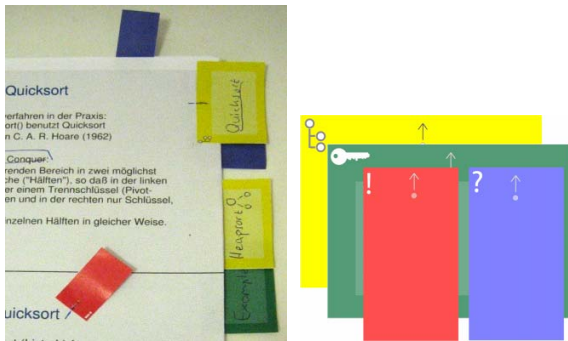 Quicksort
verfahren in der Praxis:
ort() benutzt Quicksort
n C. A. R. Hoare (1962)
Conquer:
renden Bereich in zwei möglichst
che ("Hälften"), so daß in der linken
er einem Trennschlüssel (Pivot-
en und in der rechten nur Schlüssel,
inzelnen Hälften in gleicher Weise.
uicksort
Quicksort
Heapsort
Example
!
?